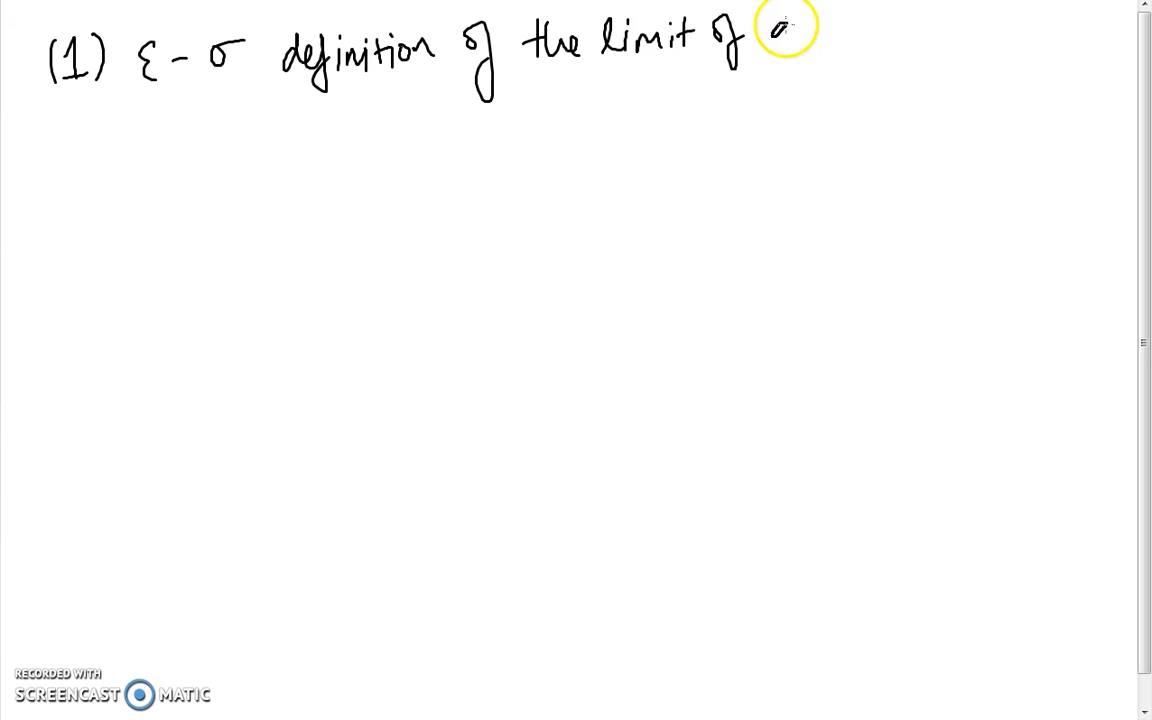 (1) ε - σ definition of the limit of a
RECORDED WITH
SCREENCAST MATIC